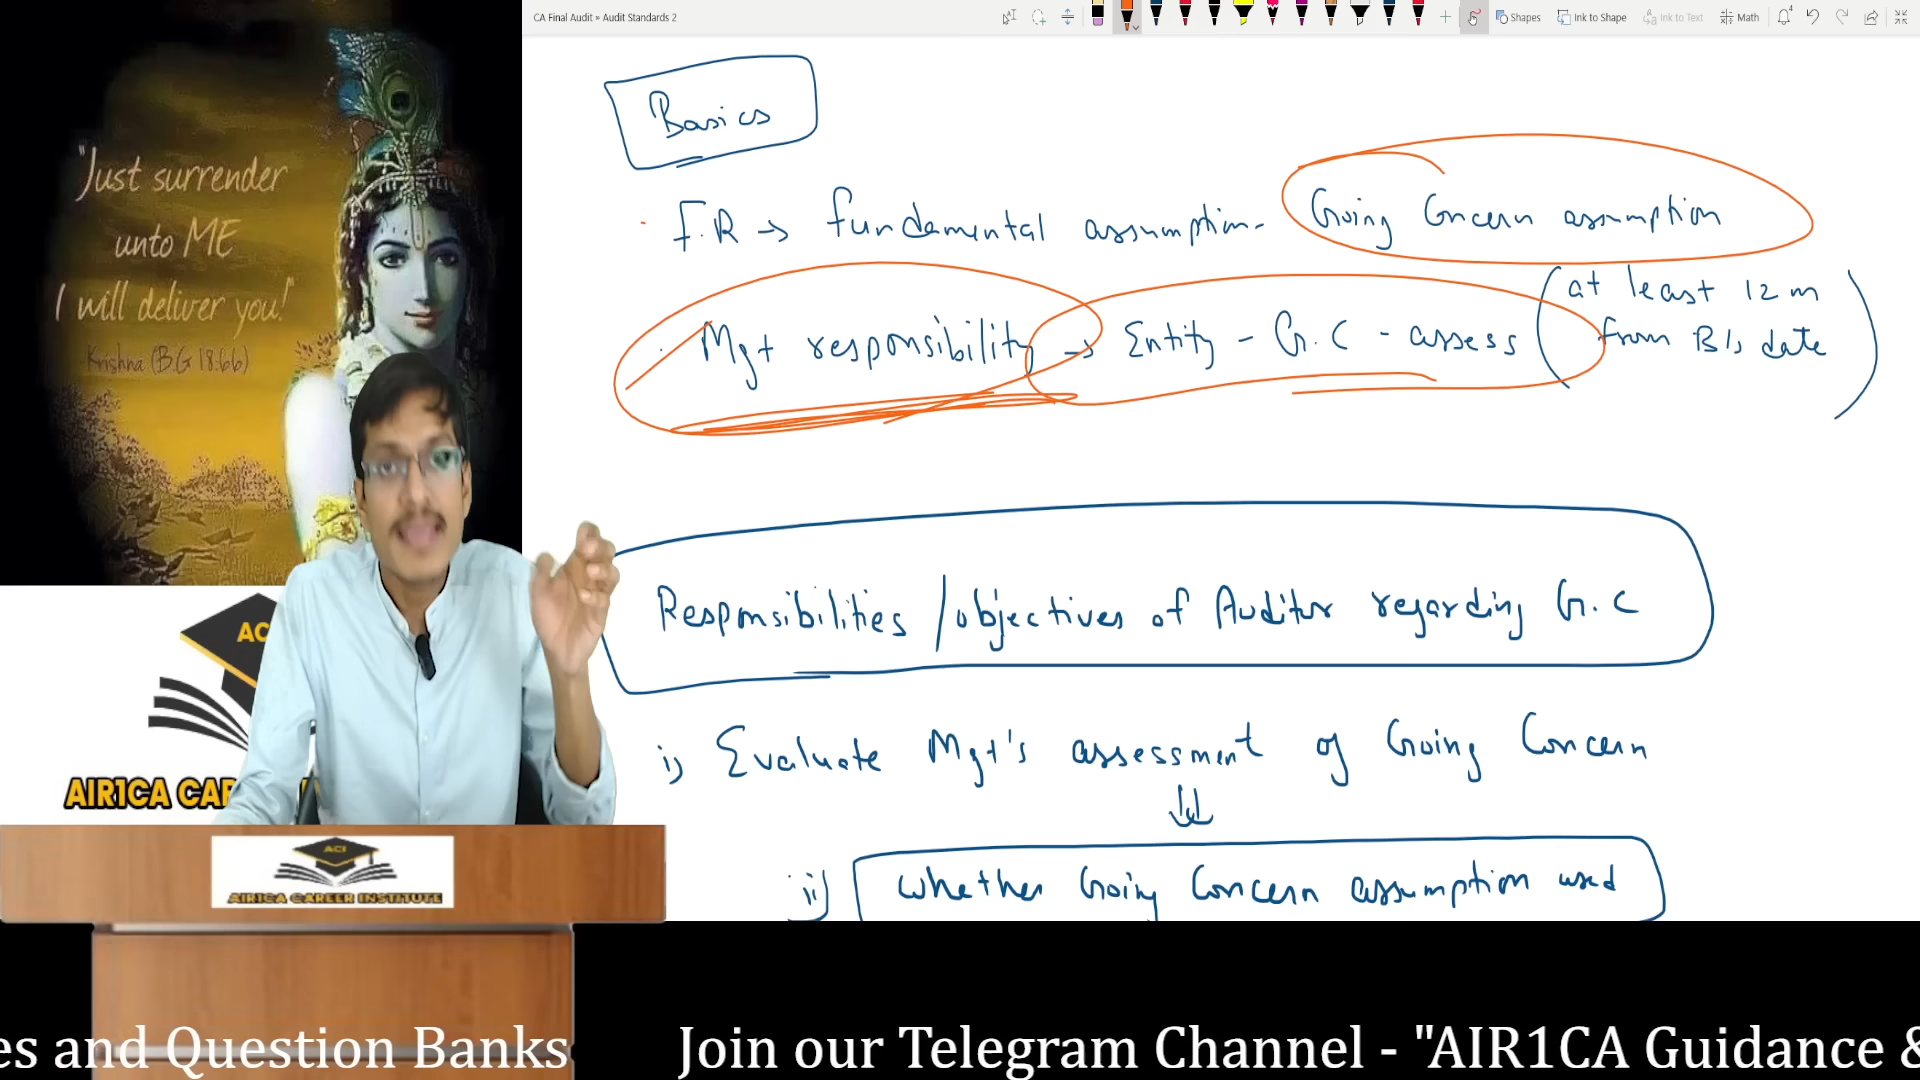 CA Final Audit » Audit Standards 2
Shapes
Ink to Shape
Ink to Text
Math
"Just surrender
unto ME
I will deliver you!"
Krishna (B.G 18.66)
Basics
F.R → fundamental assumption - Going Concern assumption
Mgt responsibility → Entity - G.C - assess (at least 12 m
from B/s date)
Responsibilities / objectives of Auditor regarding G.C
i) Evaluate Mgt's assessment of Going Concern
ii) Whether Going Concern assumption used
ACI
AIR1CA CAR
ACI
AIR1CA CAREER INSTITUTE
es and Question Banks
Join our Telegram Channel - "AIR1CA Guidance &